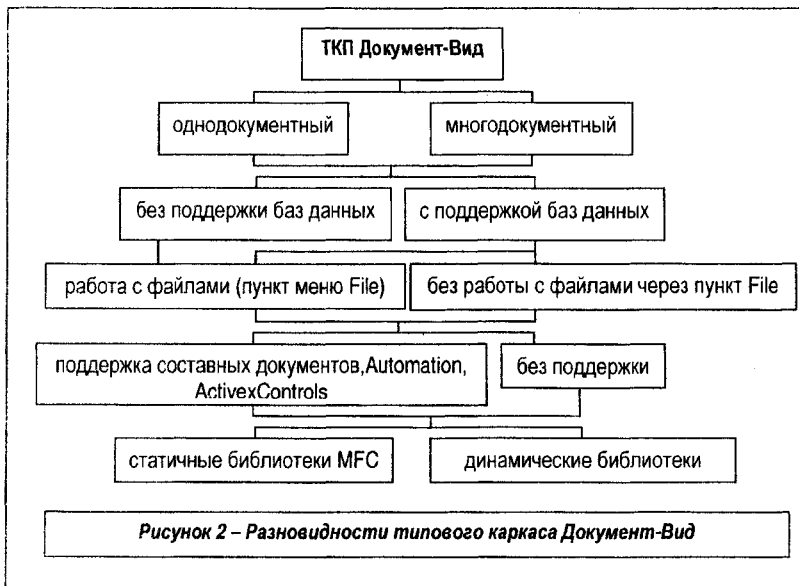 ТКП Документ-Вид
однодокументный
многодокументный
без поддержки баз данных
с поддержкой баз данных
работа с файлами (пункт меню File)
без работы с файлами через пункт File
поддержка составных документов,Automation,
ActivexControls
без поддержки
статичные библиотеки MFC
динамические библиотеки
Рисунок 2 – Разновидности типового каркаса Документ-Вид